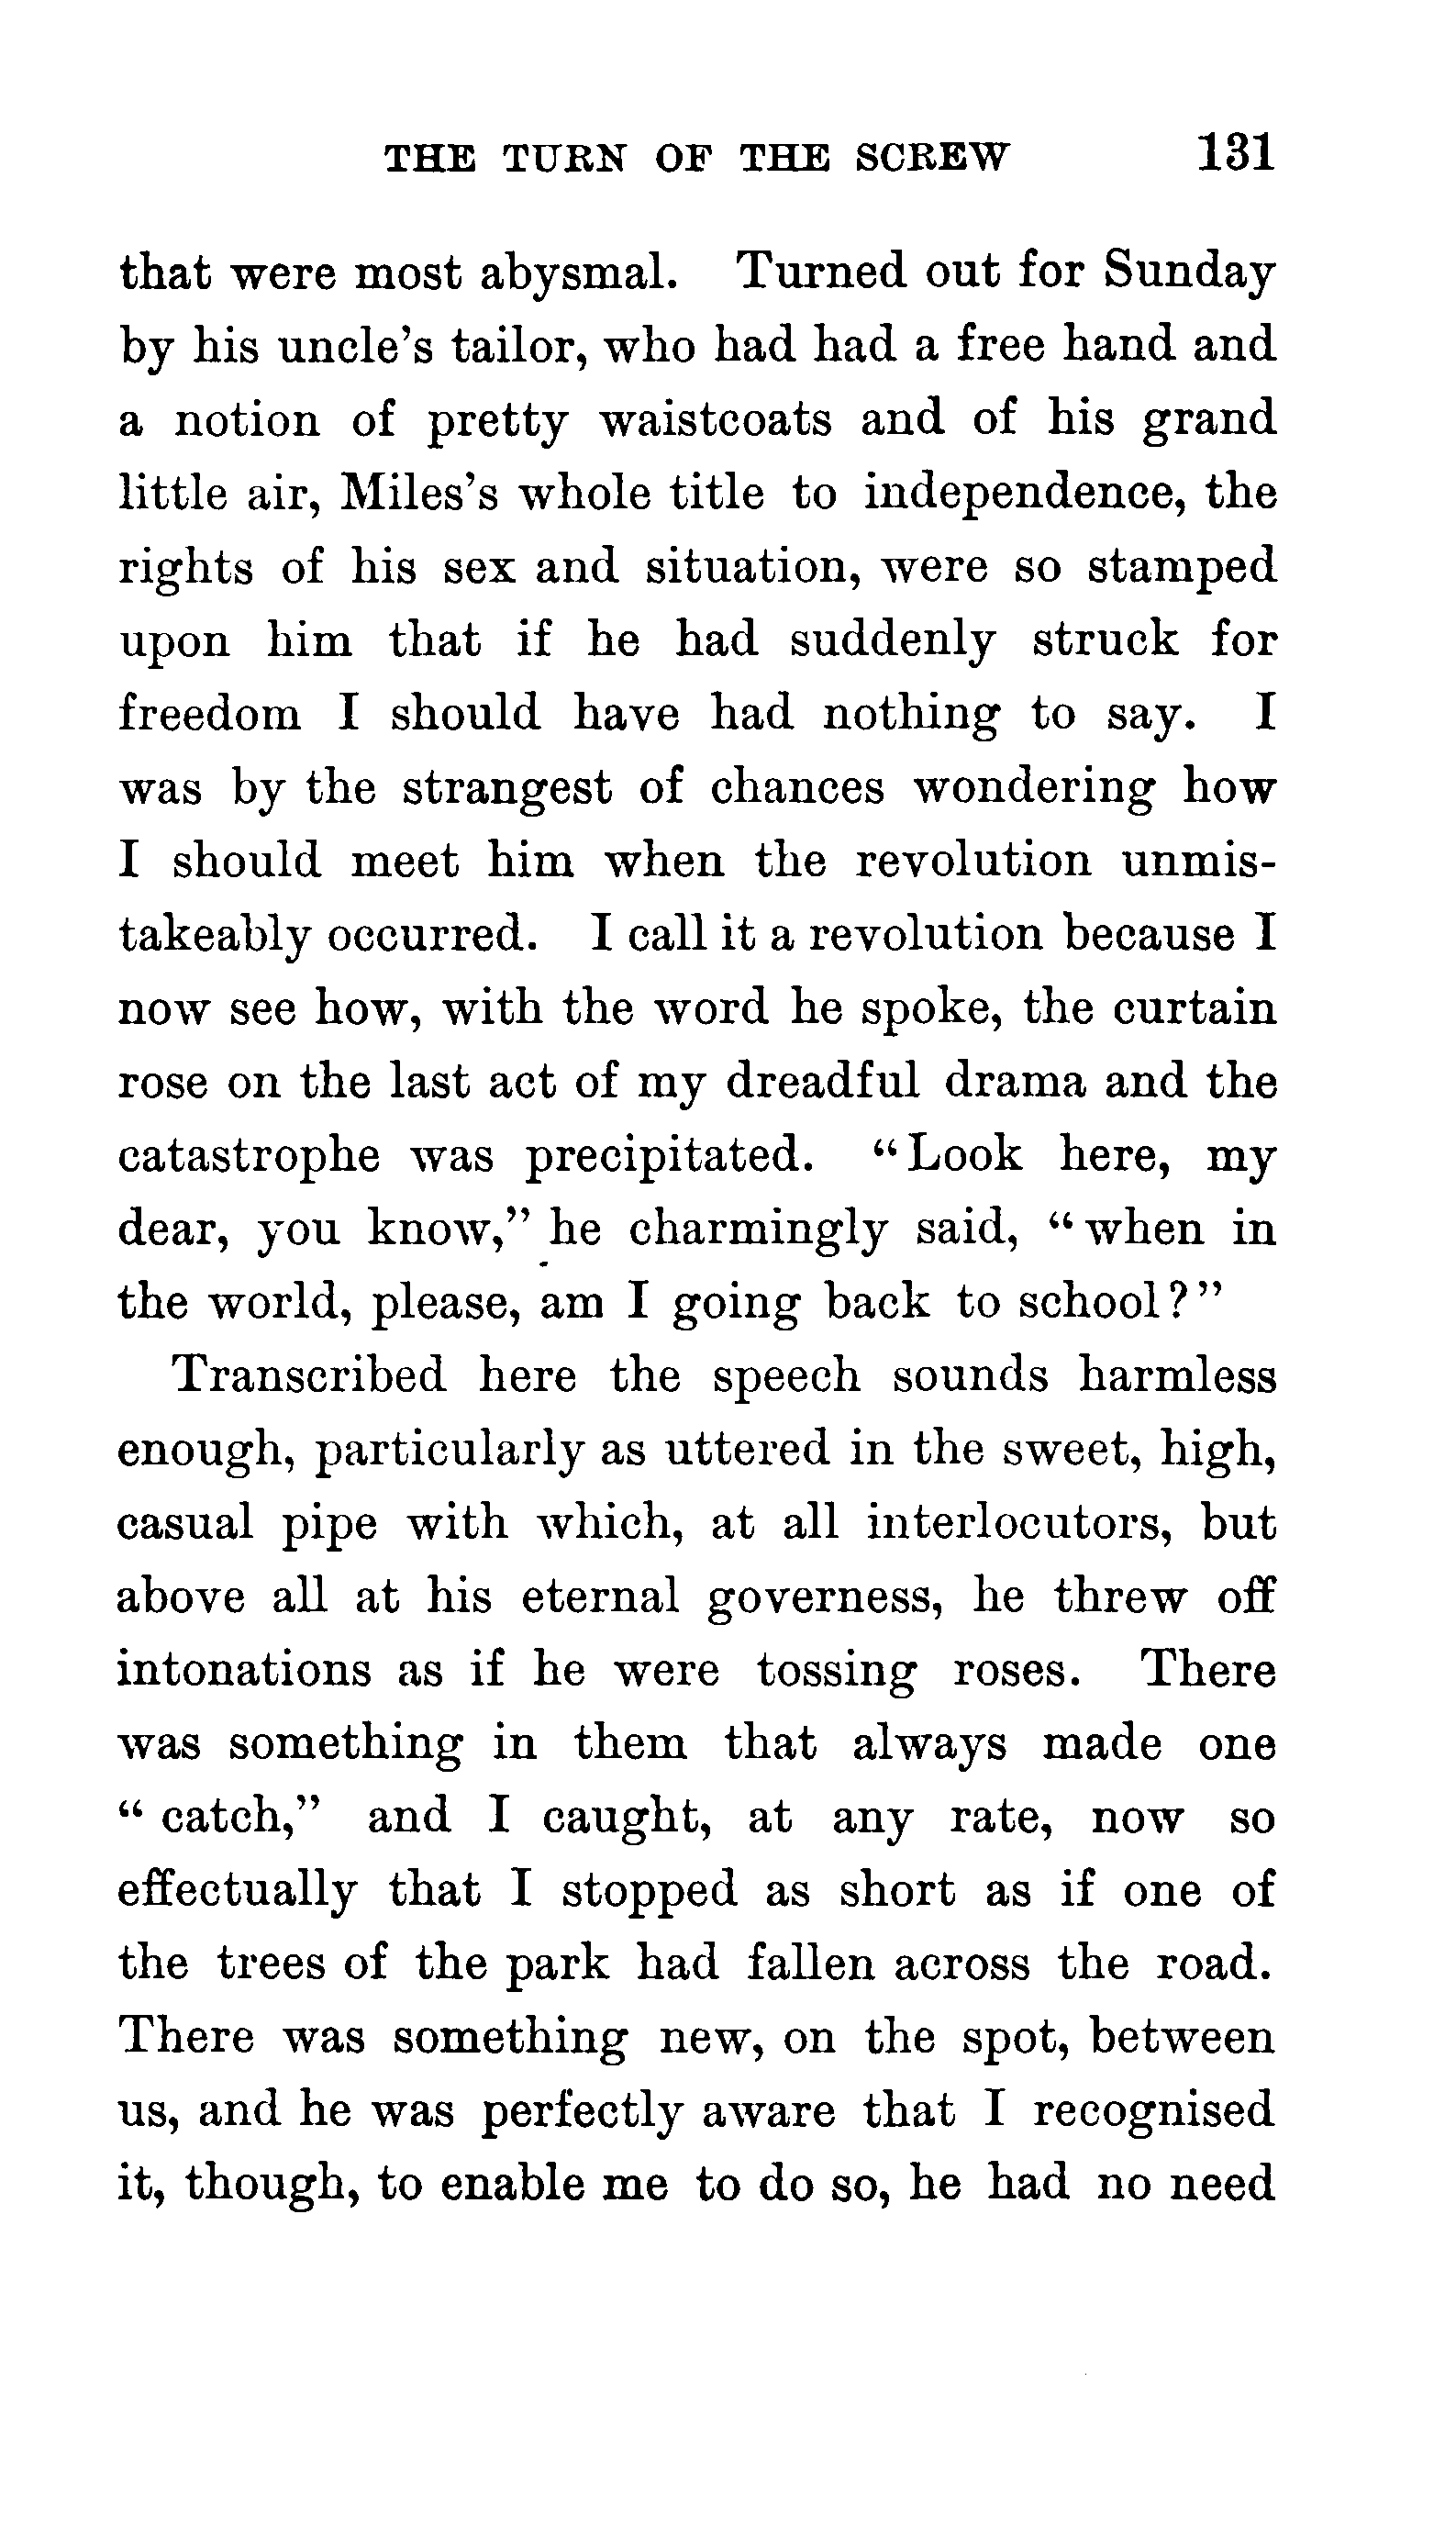 THE TURN OF THE SCREW 131
that were most abysmal. Turned out for Sunday
by his uncle's tailor, who had had a free hand and
a notion of pretty waistcoats and of his grand
little air, Miles's whole title to independence, the
rights of his sex and situation, were so stamped
upon him that if he had suddenly struck for
freedom I should have had nothing to say. I
was by the strangest of chances wondering how
I should meet him when the revolution unmis-
takeably occurred. I call it a revolution because I
now see how, with the word he spoke, the curtain
rose on the last act of my dreadful drama and the
catastrophe was precipitated. "Look here, my
dear, you know," he charmingly said, "when in
the world, please, am I going back to school?"
Transcribed here the speech sounds harmless
enough, particularly as uttered in the sweet, high,
casual pipe with which, at all interlocutors, but
above all at his eternal governess, he threw off
intonations as if he were tossing roses. There
was something in them that always made one
"catch," and I caught, at any rate, now so
effectually that I stopped as short as if one of
the trees of the park had fallen across the road.
There was something new, on the spot, between
us, and he was perfectly aware that I recognised
it, though, to enable me to do so, he had no need